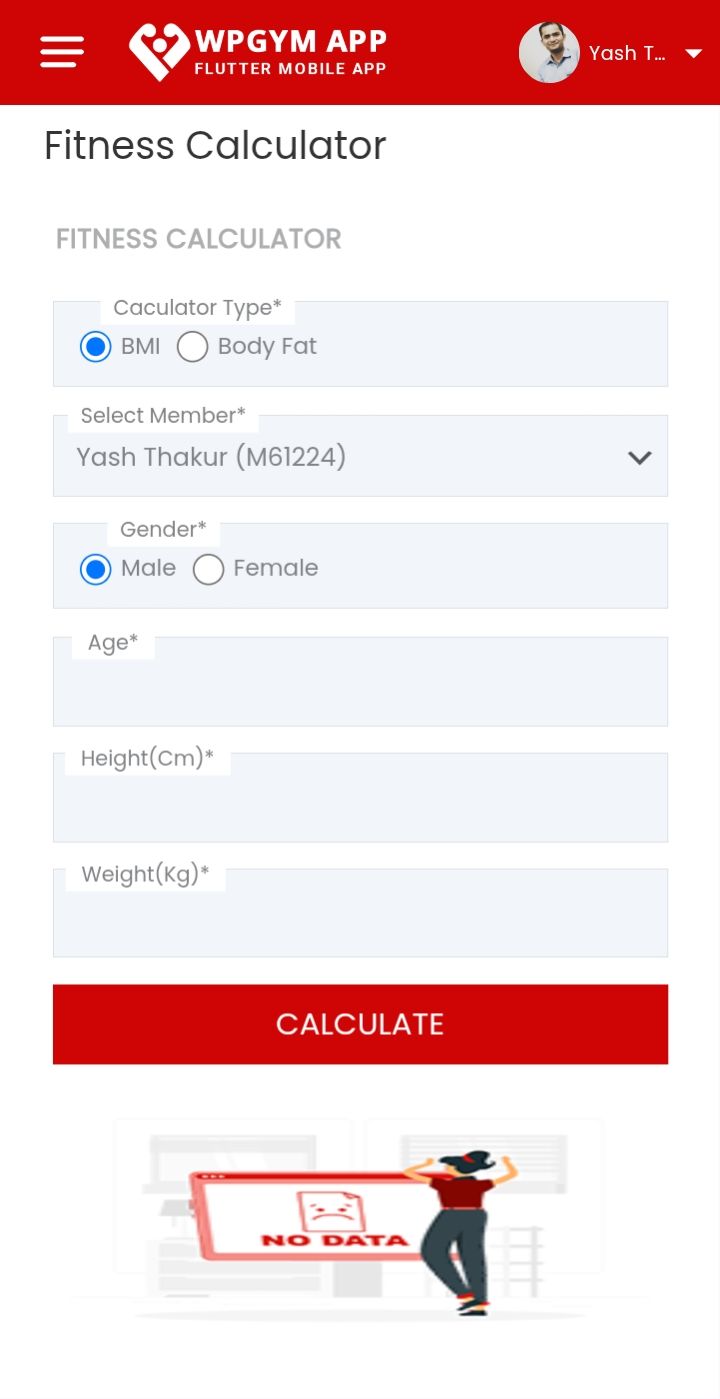 WPGYM APP
FLUTTER MOBILE APP
Yash T...
Fitness Calculator
FITNESS CALCULATOR
Caculator Type*
BMI Body Fat
Select Member*
Yash Thakur (M61224)
Gender*
Male Female
Age*
Height(Cm)*
Weight(Kg)*
CALCULATE
NO DATA